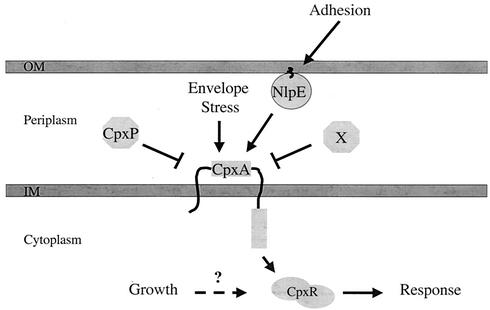 Adhesion
OM
Envelope
Stress
NlpE
Periplasm
CpxP
X
CpxA
IM
Cytoplasm
?
Growth
CpxR
Response